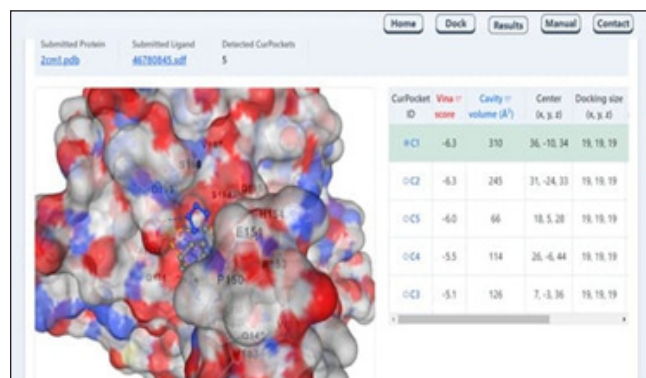 Home Dock Results Manual Contact
Submitted Protein Submitted Ligand Detected CurPockets
2cm1.pdb 46780845.sdf 5
CurPocket ID Vina score Cavity volume (Å³) Center (x, y, z) Docking size (x, y, z)
C1 -6.3 310 36, -10, 34 19, 19, 19
C2 -6.3 245 31, -24, 33 19, 19, 19
C5 -6.0 66 18, 5, 28 19, 19, 19
C4 -5.5 114 26, -6, 44 19, 19, 19
C3 -5.1 126 7, -3, 36 19, 19, 19
H154
E151
P150